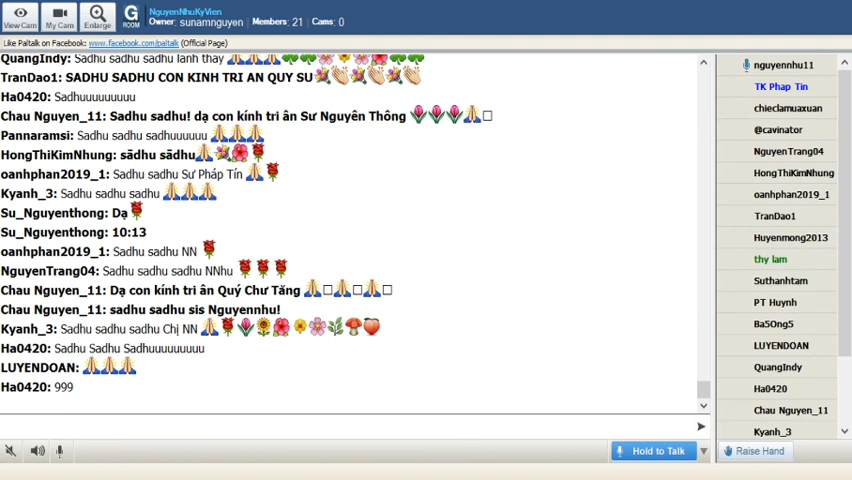 NguyenNhuKyVien
Owner: sunamnguyen Members: 21 Cams: 0
View Cam My Cam Enlarge G ROOM
Like Paltalk on Facebook: www.facebook.com/paltalk (Official Page)
QuangIndy: Sadhu sadhu sadhu lành thay 🙏🙏🙏
TranDao1: SADHU SADHU CON KINH TRI AN QUY SU
Ha0420: Sadhuuuuuuuuu
Chau Nguyen_11: Sadhu sadhu! dạ con kính tri ân Sư Nguyên Thông
Pannaramsi: Sadhu sadhu sadhuuuuuu
HongThiKimNhung: sādhu sādhu
oanhphan2019_1: Sadhu sadhu Sư Pháp Tín
Kyanh_3: Sadhu sadhu sadhu
Su_Nguyenthong: Dạ
Su_Nguyenthong: 10:13
oanhphan2019_1: Sadhu sadhu NN
NguyenTrang04: Sadhu sadhu sadhu NNhu
Chau Nguyen_11: Dạ con kính tri ân Quý Chư Tăng
Chau Nguyen_11: sadhu sadhu sis Nguyennhu!
Kyanh_3: Sadhu sadhu sadhu Chị NN
Ha0420: Sadhu Sadhu Sadhuuuuuuuuu
LUYENDOAN:
Ha0420: 999
Hold to Talk
nguyennhu11
TK Phap Tin
chieclamuaxuan
@cavinator
NguyenTrang04
HongThiKimNhung
oanhphan2019_1
TranDao1
Huyenmong2013
thy lam
Suthanhtam
PT Huynh
Ba5Ong5
LUYENDOAN
QuangIndy
Ha0420
Chau Nguyen_11
Kyanh_3
Raise Hand